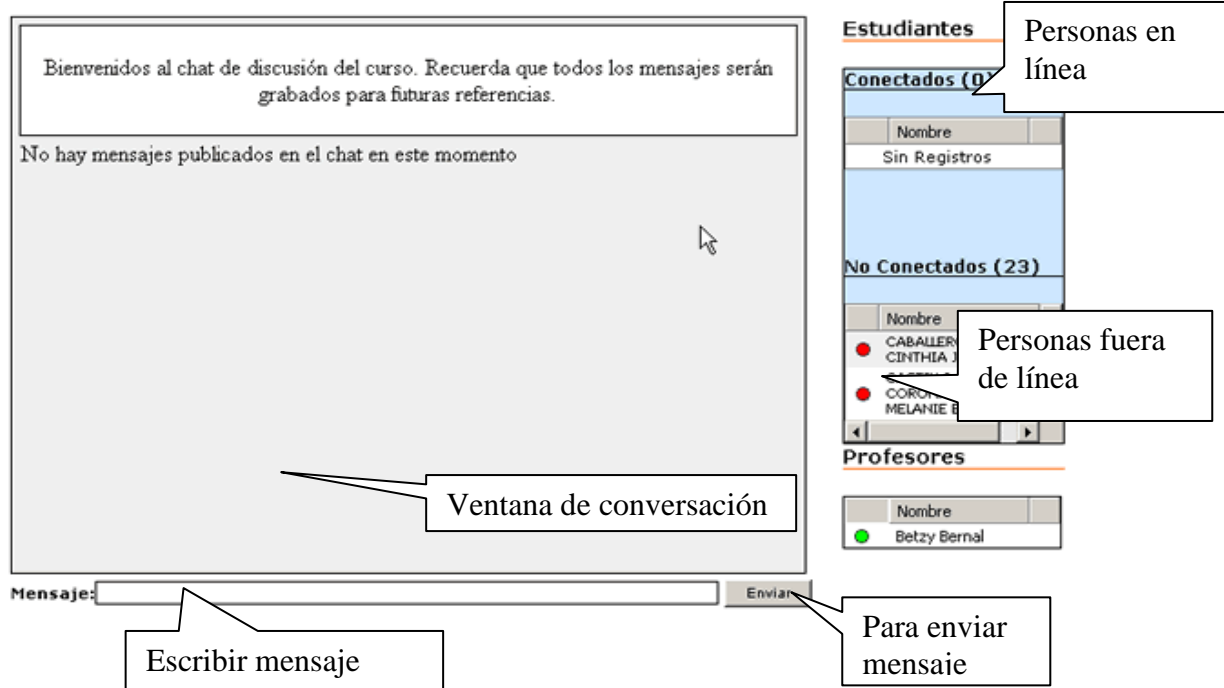 Bienvenidos al chat de discusión del curso. Recuerda que todos los mensajes serán
grabados para futuras referencias.
No hay mensajes publicados en el chat en este momento
Ventana de conversación
Mensaje:
Enviar
Escribir mensaje
Para enviar
mensaje
Estudiantes
Personas en
línea
Conectados (0)
Nombre
Sin Registros
No Conectados (23)
Nombre
CINTHIA J
MELANIE
Personas fuera
de línea
Profesores
Nombre
Betzy Bernal